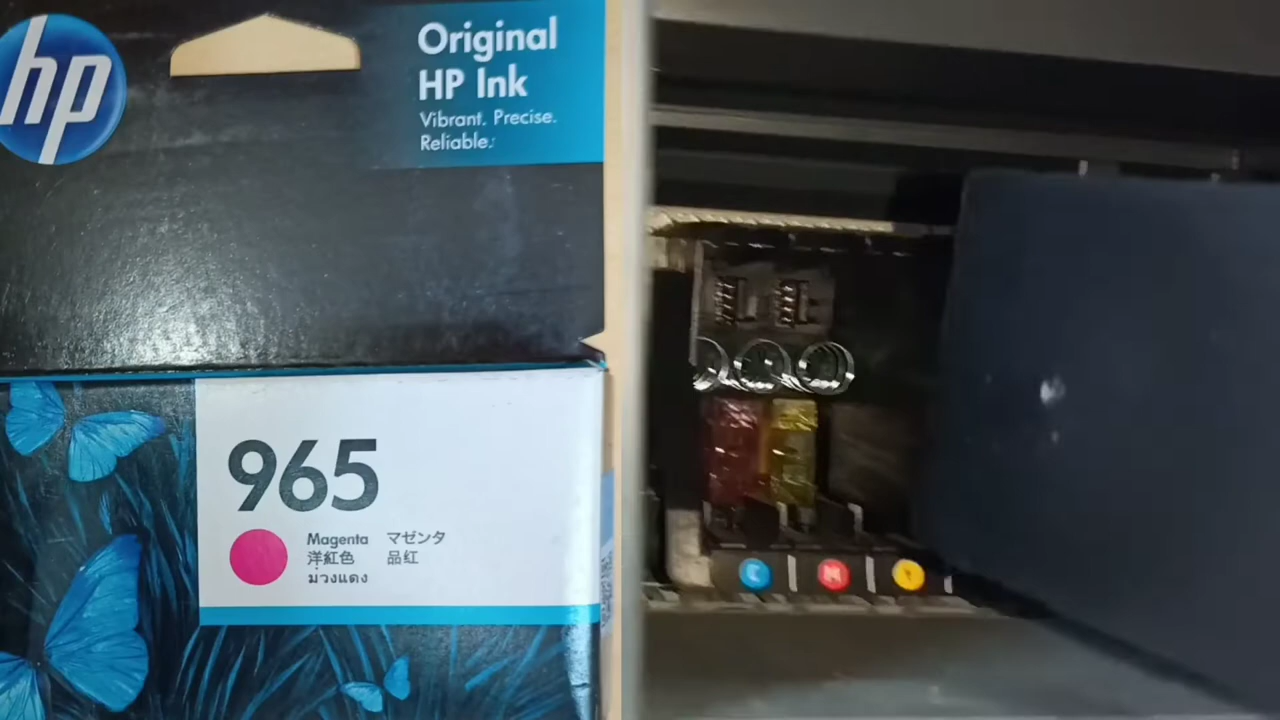 hp
Original
HP Ink
Vibrant. Precise.
Reliable.
965
Magenta マゼンタ
洋紅色 品红
ม่วงแดง
C M Y